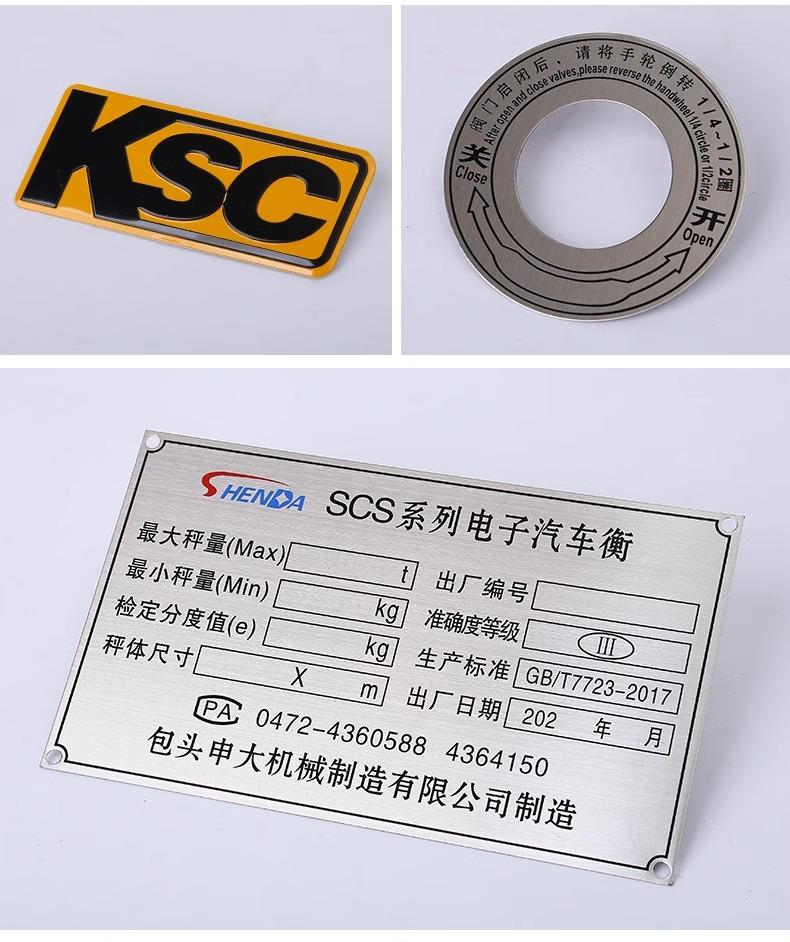 KSC
阀门启闭后，请将手轮倒转 1/4~1/2圈
After open and close valves,please reverse the handwheel 1/4 circle or 1/2circle
关
Close
开
Open
SHENDA SCS系列电子汽车衡
最大秤量(Max) t
出厂编号
最小秤量(Min) kg
准确度等级 III
检定分度值(e) kg
生产标准 GB/T7723-2017
秤体尺寸 X m
出厂日期 202 年 月
CPA 0472-4360588 4364150
包头申大机械制造有限公司制造